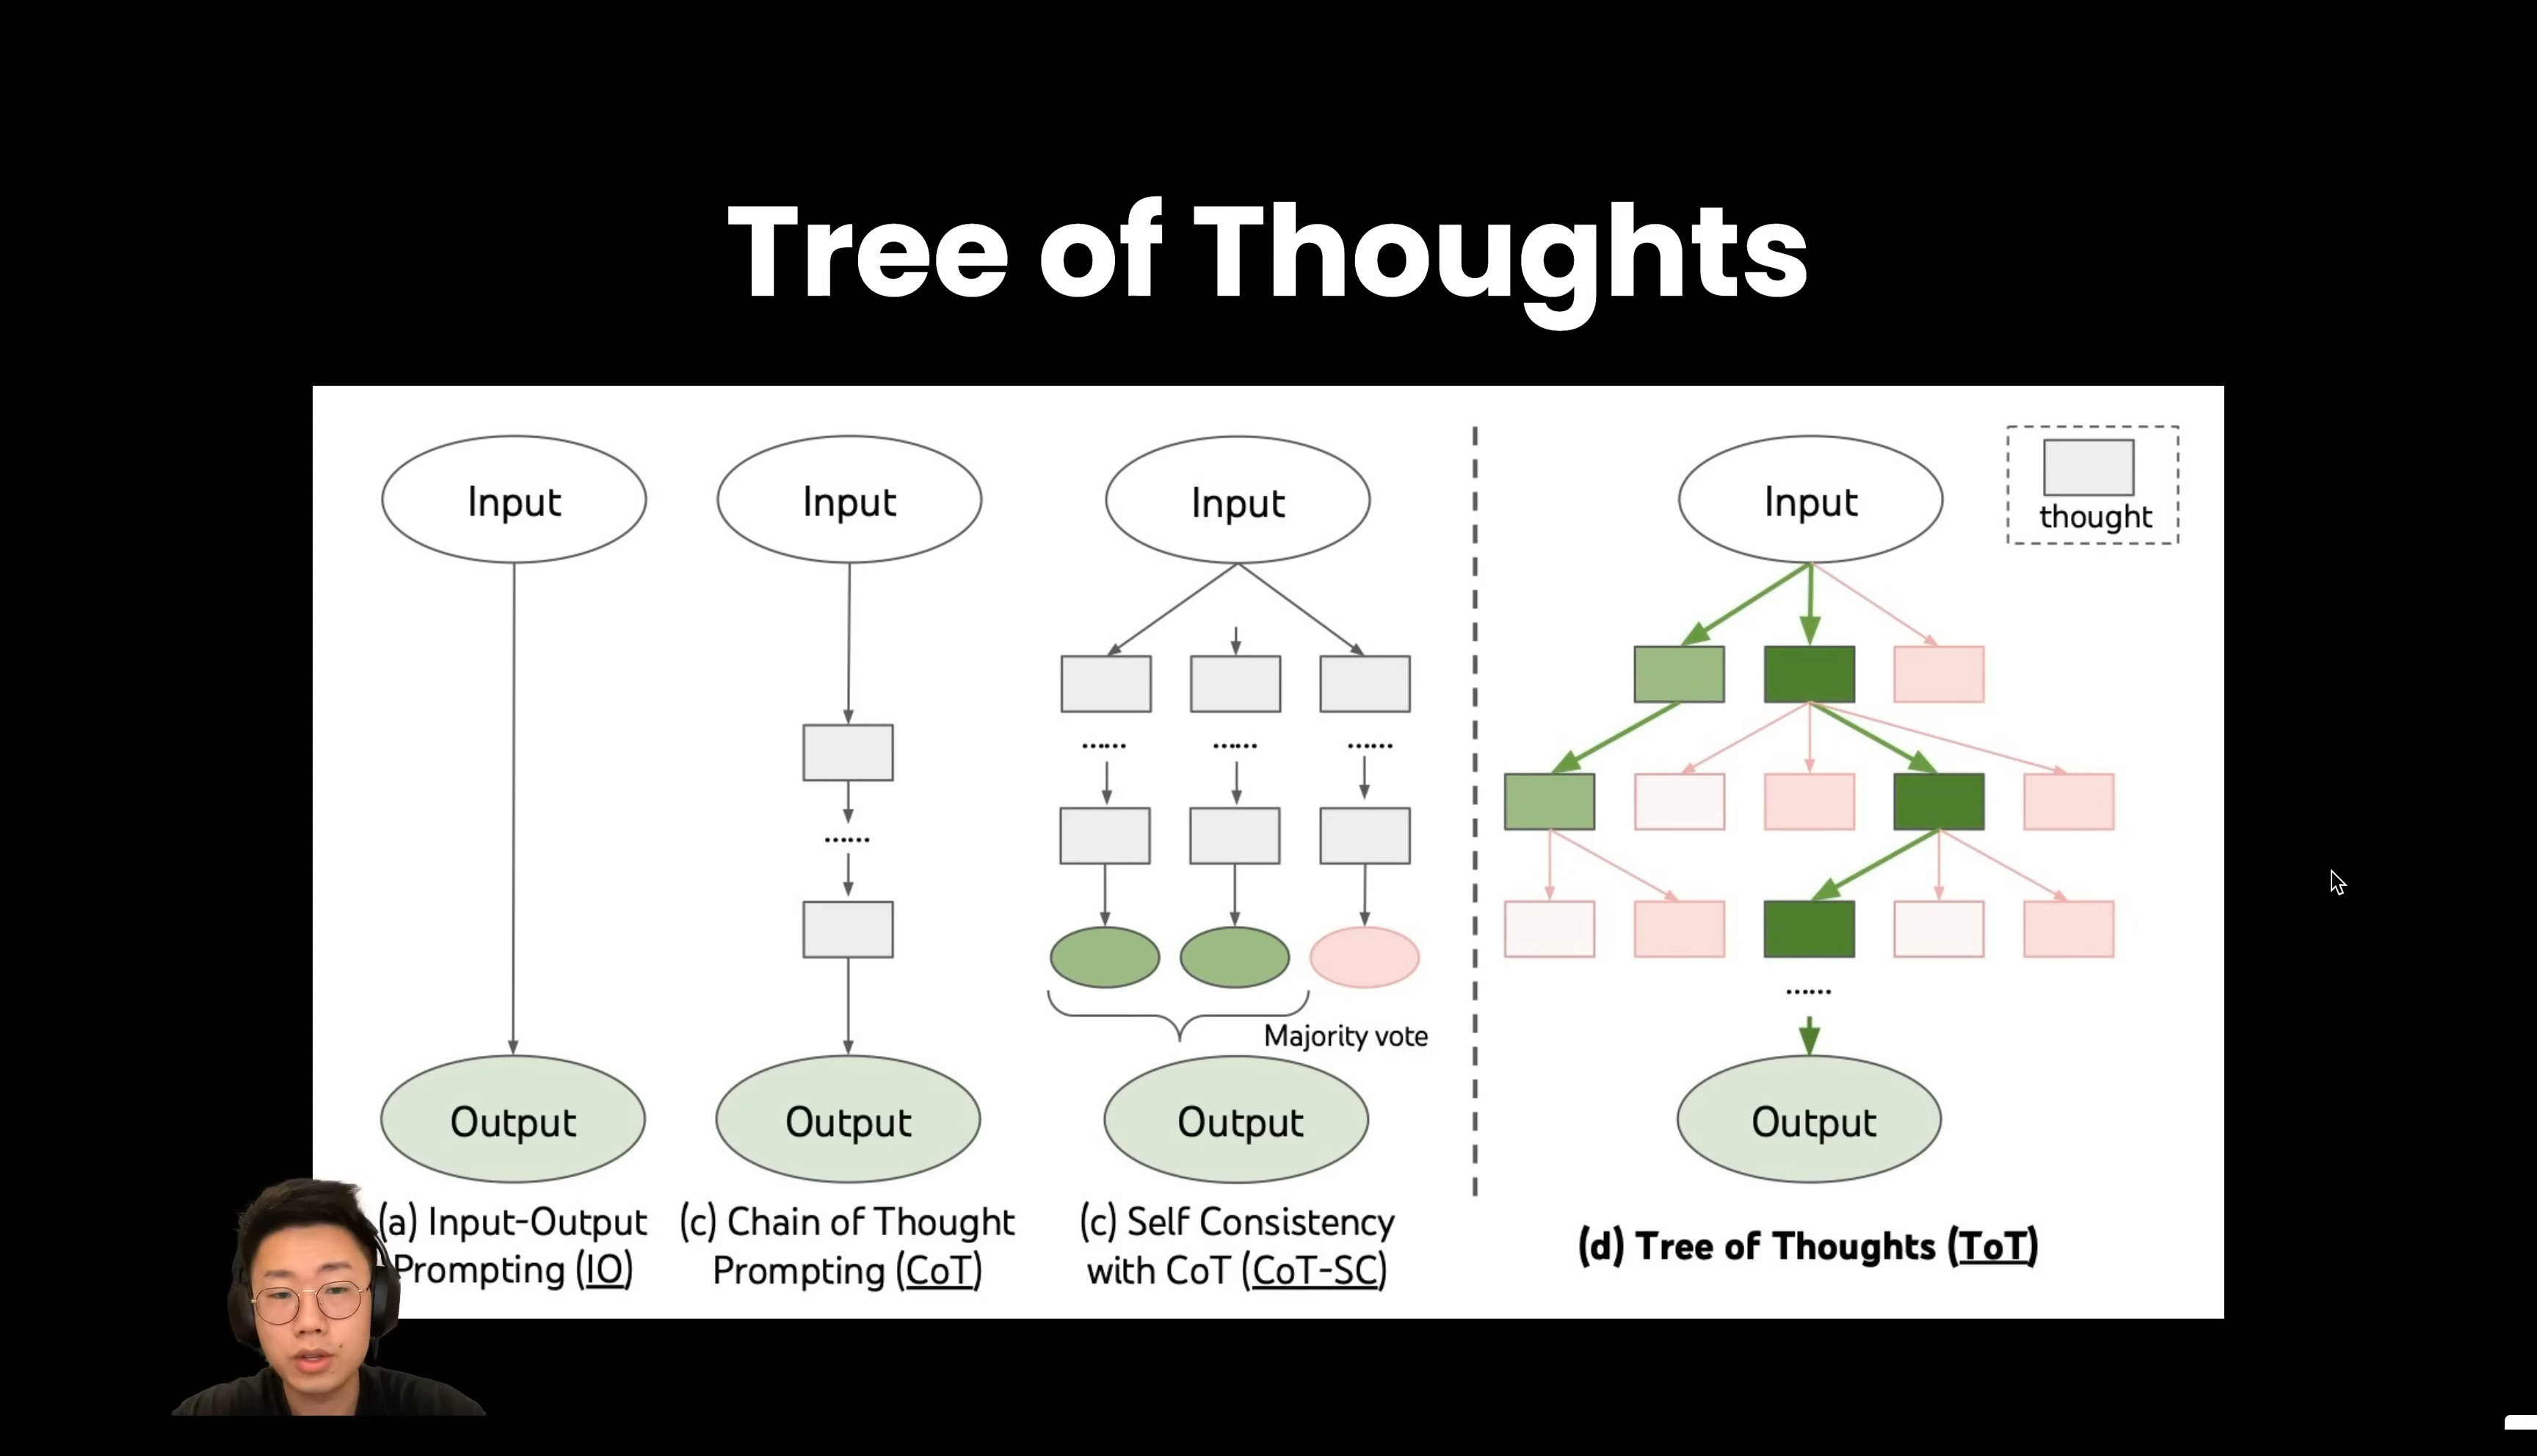 Tree of Thoughts
Input
Input
Input
Input
thought
......
......
......
......
......
Majority vote
Output
Output
Output
Output
(a) Input-Output
Prompting (IO)
(c) Chain of Thought
Prompting (CoT)
(c) Self Consistency
with CoT (CoT-SC)
(d) Tree of Thoughts (ToT)